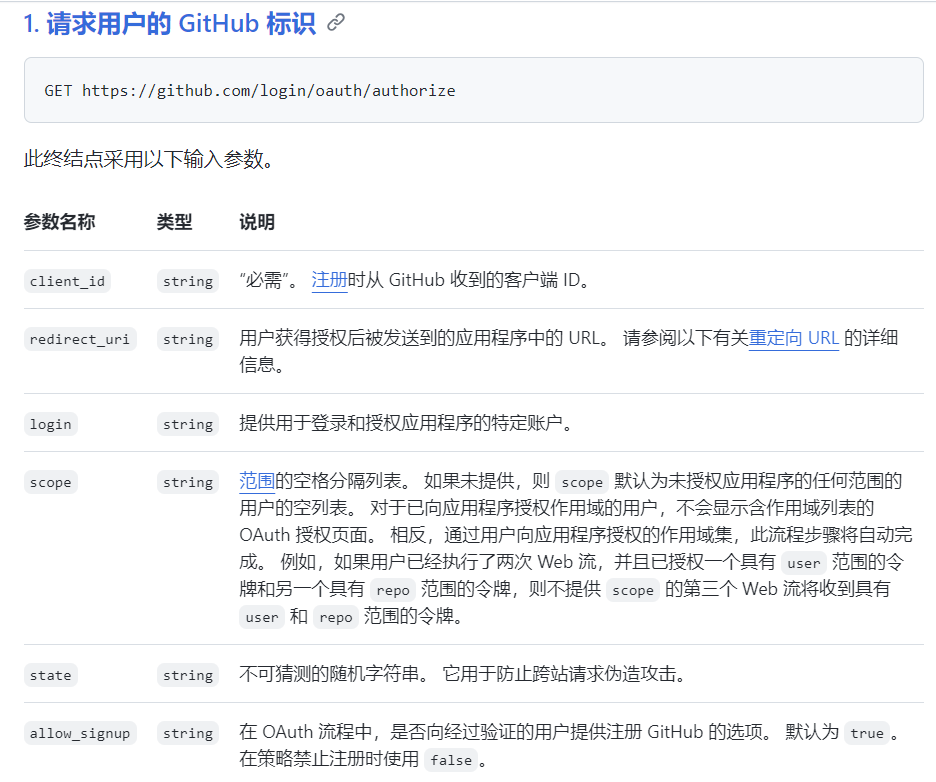 1. 请求用户的 GitHub 标识
GET https://github.com/login/oauth/authorize
此终结点采用以下输入参数。
参数名称 类型 说明
client_id string “必需”。 注册时从 GitHub 收到的客户端 ID。
redirect_uri string 用户获得授权后被发送到的应用程序中的 URL。 请参阅以下有关重定向 URL 的详细
信息。
login string 提供用于登录和授权应用程序的特定账户。
scope string 范围的空格分隔列表。 如果未提供，则 scope 默认为未授权应用程序的任何范围的
用户的空列表。 对于已向应用程序授权作用域的用户，不会显示含作用域列表的
OAuth 授权页面。 相反，通过用户向应用程序授权的作用域集，此流程步骤将自动完
成。 例如，如果用户已经执行了两次 Web 流，并且已授权一个具有 user 范围的令
牌和另一个具有 repo 范围的令牌，则不提供 scope 的第三个 Web 流将收到具有
user 和 repo 范围的令牌。
state string 不可猜测的随机字符串。 它用于防止跨站请求伪造攻击。
allow_signup string 在 OAuth 流程中，是否向经过验证的用户提供注册 GitHub 的选项。 默认为 true 。
在策略禁止注册时使用 false 。